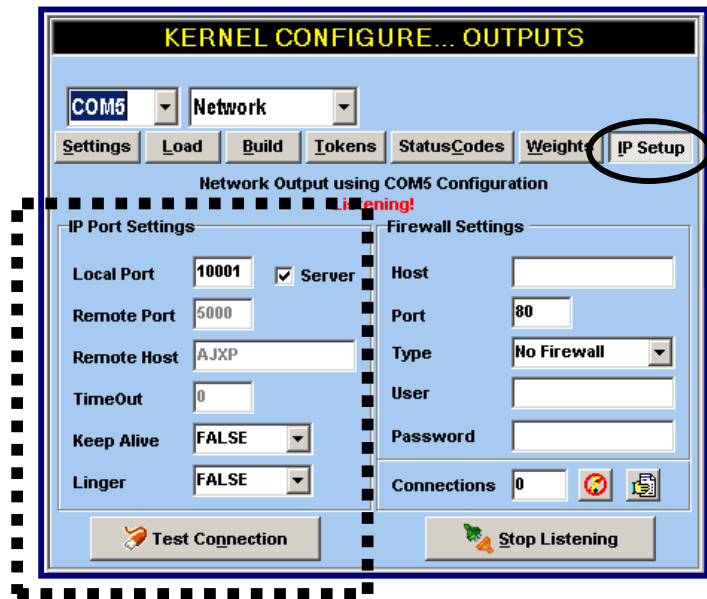 KERNEL CONFIGURE... OUTPUTS
COM5 Network
Settings Load Build Tokens StatusCodes Weights IP Setup
Network Output using COM5 Configuration
Listening!
IP Port Settings
Local Port 10001 Server
Remote Port 5000
Remote Host AJXP
TimeOut 0
Keep Alive FALSE
Linger FALSE
Test Connection
Firewall Settings
Host
Port 80
Type No Firewall
User
Password
Connections 0
Stop Listening